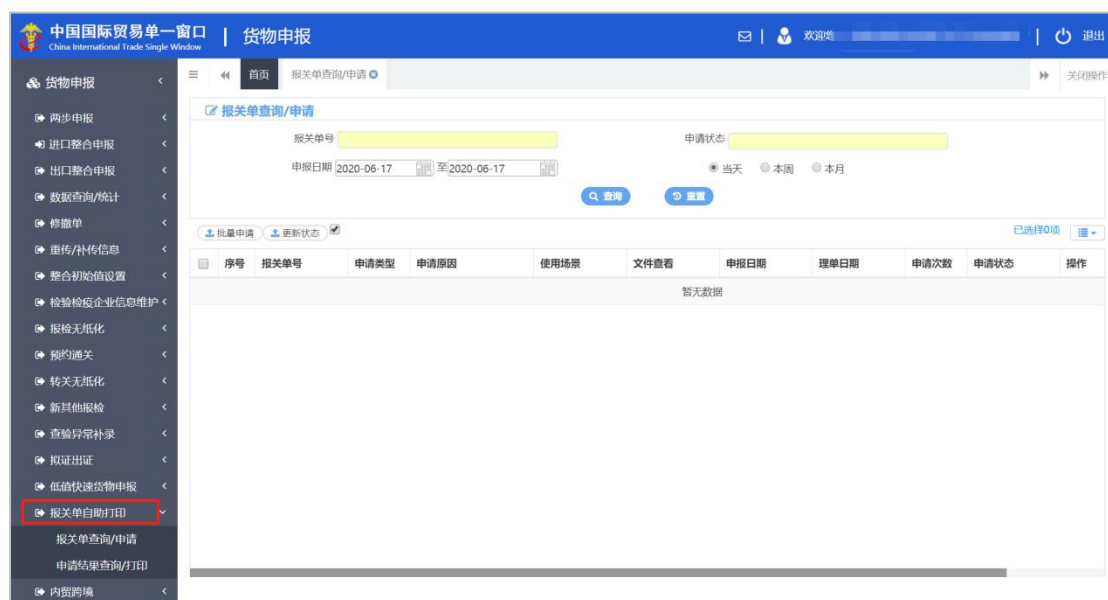 中国国际贸易单一窗口 | 货物申报
China International Trade Single Window
欢迎您
退出
货物申报
首页 报关单查询/申请
关闭操作
两步申报
进口整合申报
出口整合申报
数据查询/统计
修撤单
重传/补传信息
整合初始值设置
检验检疫企业信息维护
报检无纸化
预约通关
转关无纸化
新其他报检
查验异常补录
拟证出证
低值快速货物申报
报关单自助打印
报关单查询/申请
申请结果查询/打印
内贸跨境
报关单查询/申请
报关单号 申请状态
申报日期 2020-06-17 至 2020-06-17 当天 本周 本月
查询 重置
批量申请 更新状态 已选择0项
序号 报关单号 申请类型 申请原因 使用场景 文件查看 申报日期 理单日期 申请次数 申请状态 操作
暂无数据